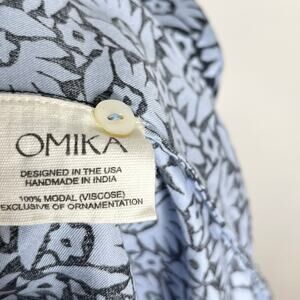 OMIKA
DESIGNED IN THE USA
HANDMADE IN INDIA
100% MODAL (VISCOSE)
EXCLUSIVE OF ORNAMENTATION